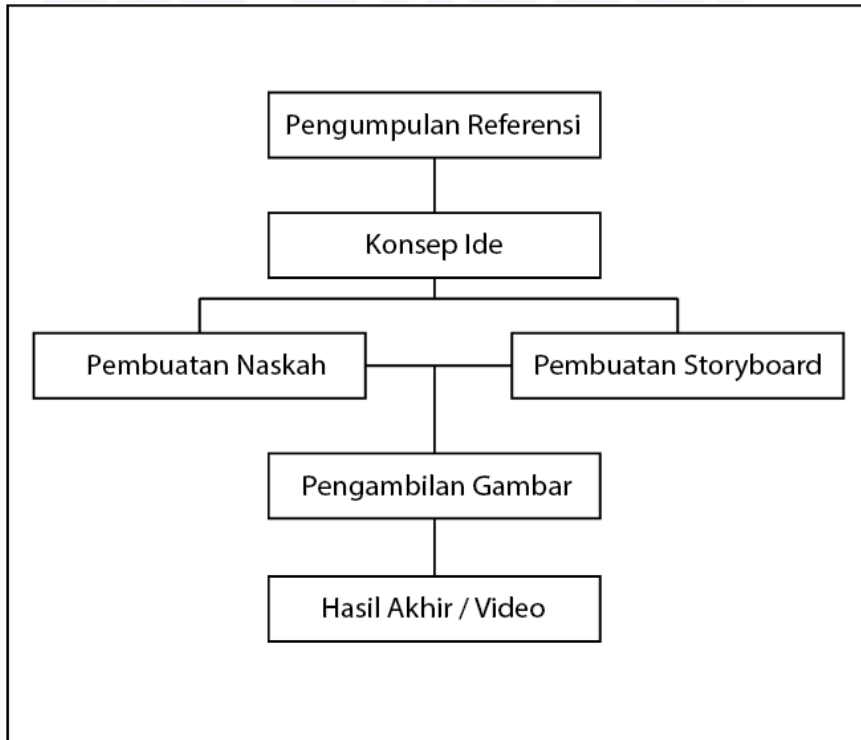 Pengumpulan Referensi
Konsep Ide
Pembuatan Naskah
Pembuatan Storyboard
Pengambilan Gambar
Hasil Akhir / Video